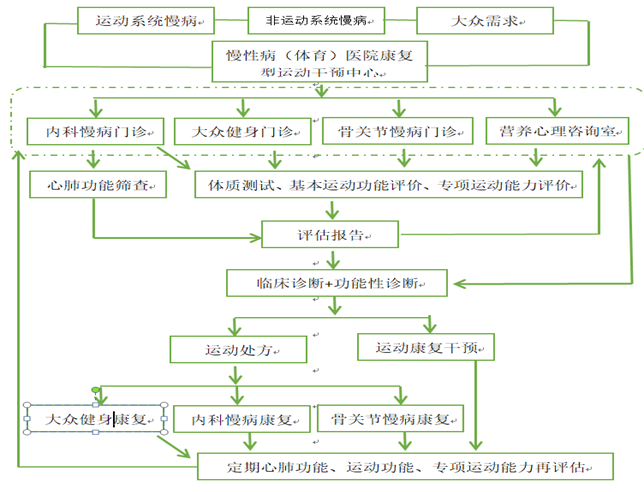 运动系统慢病
非运动系统慢病
大众需求
慢性病（体育）医院康复
型运动干预中心
内科慢病门诊
大众健身门诊
骨关节慢病门诊
营养心理咨询室
心肺功能筛查
体质测试、基本运动功能评价、专项运动能力评价
评估报告
临床诊断+功能性诊断
运动处方
运动康复干预
大众健身康复
内科慢病康复
骨关节慢病康复
定期心肺功能、运动功能、专项运动能力再评估